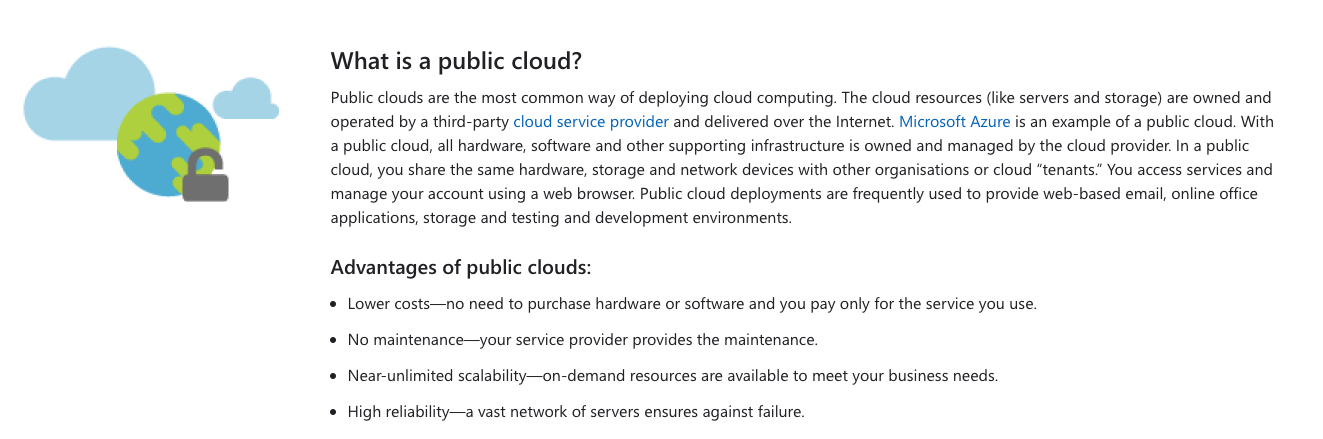 What is a public cloud?
Public clouds are the most common way of deploying cloud computing. The cloud resources (like servers and storage) are owned and
operated by a third-party cloud service provider and delivered over the Internet. Microsoft Azure is an example of a public cloud. With
a public cloud, all hardware, software and other supporting infrastructure is owned and managed by the cloud provider. In a public
cloud, you share the same hardware, storage and network devices with other organisations or cloud “tenants.” You access services and
manage your account using a web browser. Public cloud deployments are frequently used to provide web-based email, online office
applications, storage and testing and development environments.
Advantages of public clouds:
• Lower costs—no need to purchase hardware or software and you pay only for the service you use.
• No maintenance—your service provider provides the maintenance.
• Near-unlimited scalability—on-demand resources are available to meet your business needs.
• High reliability—a vast network of servers ensures against failure.